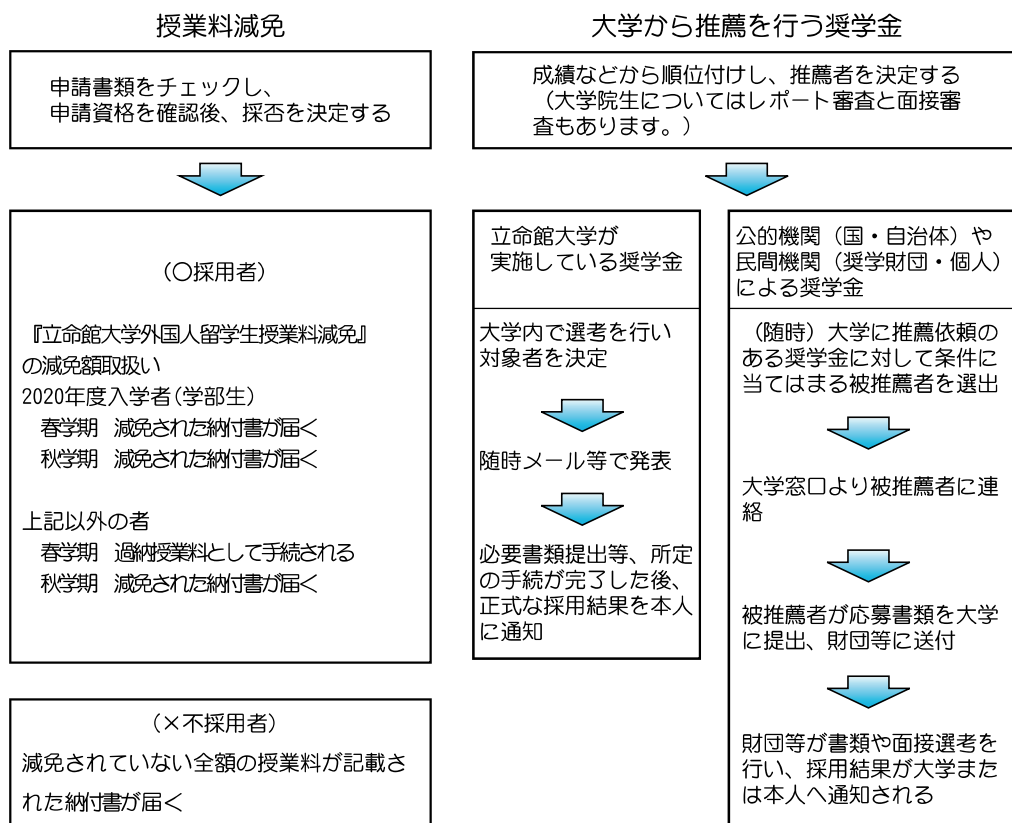 授業料減免
申請書類をチェックし、
申請資格を確認後、採否を決定する
(○採用者)
『立命館大学外国人留学生授業料減免』
の減免額取扱い
2020年度入学者(学部生)
春学期 減免された納付書が届く
秋学期 減免された納付書が届く
上記以外の者
春学期 過納授業料として手続される
秋学期 減免された納付書が届く
(×不採用者)
減免されていない全額の授業料が記載さ
れた納付書が届く
大学から推薦を行う奨学金
成績などから順位付けし、推薦者を決定する
(大学院生についてはレポート審査と面接審
査もあります。)
立命館大学が
実施している奨学金
大学内で選考を行い
対象者を決定
随時メール等で発表
必要書類提出等、所定
の手続が完了した後、
正式な採用結果を本人
に通知
公的機関(国・自治体)や
民間機関(奨学財団・個人)
による奨学金
(随時)大学に推薦依頼の
ある奨学金に対して条件に
当てはまる被推薦者を選出
大学窓口より被推薦者に連
絡
被推薦者が応募書類を大学
に提出、財団等に送付
財団等が書類や面接選考を
行い、採用結果が大学また
は本人へ通知される